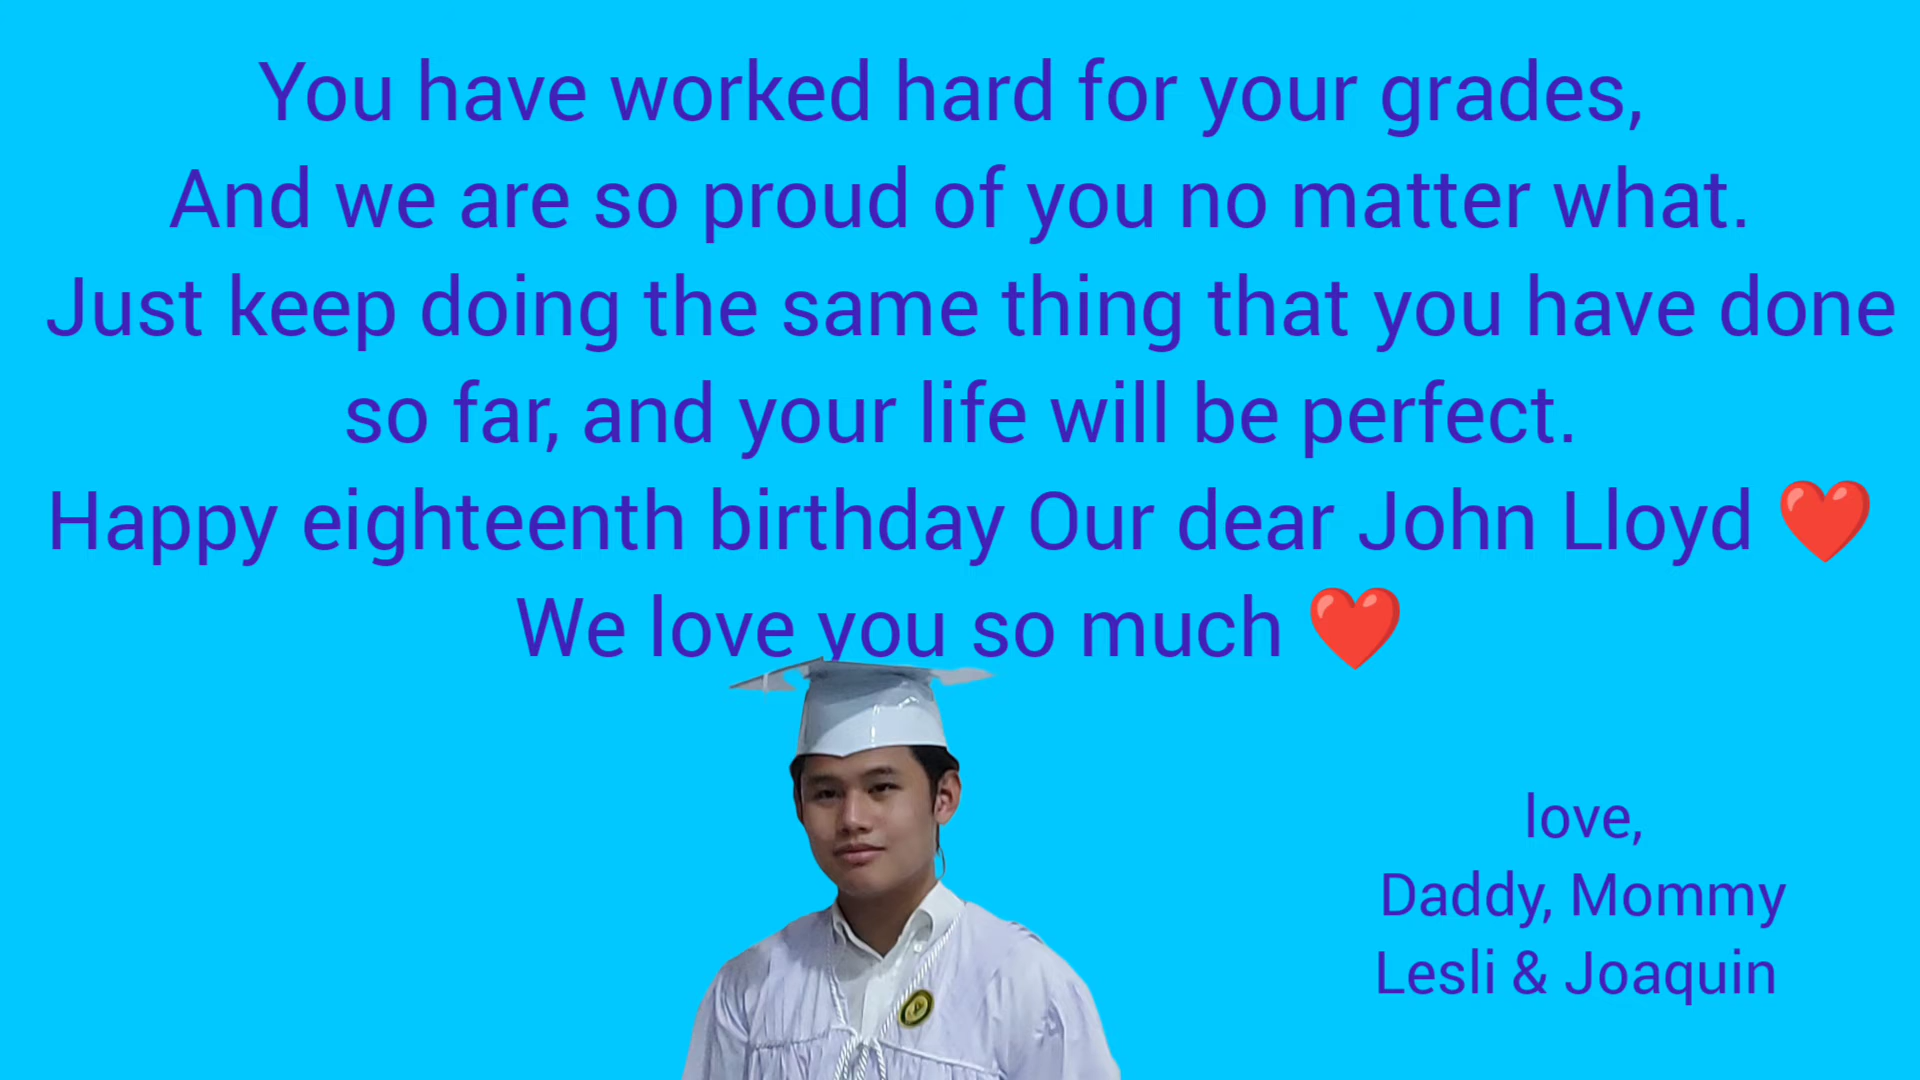 You have worked hard for your grades,
And we are so proud of you no matter what.
Just keep doing the same thing that you have done
so far, and your life will be perfect.
Happy eighteenth birthday Our dear John Lloyd ❤️
We love you so much ❤️
love,
Daddy, Mommy
Lesli & Joaquin